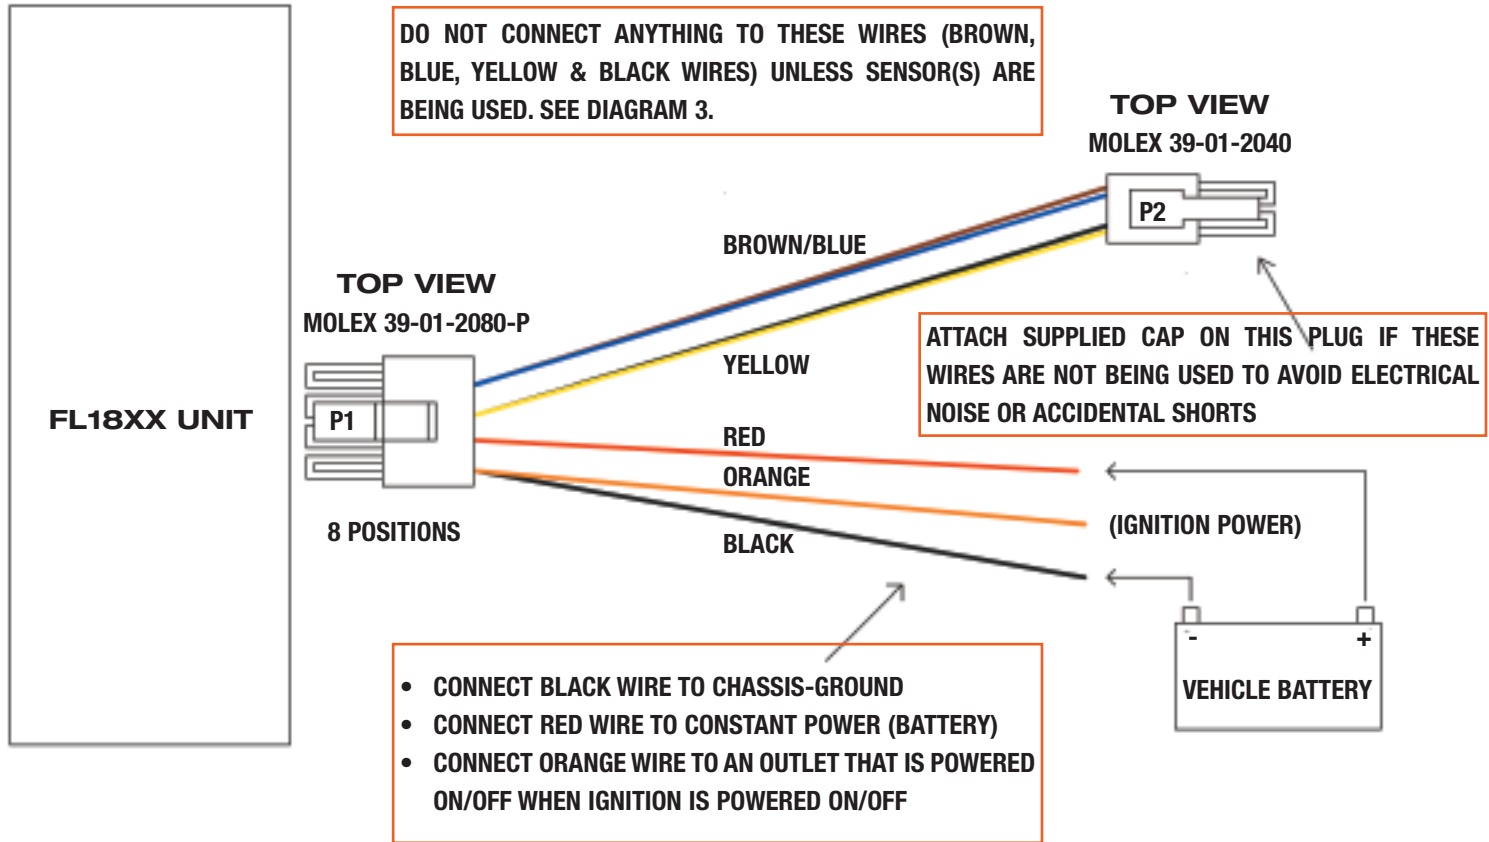 DO NOT CONNECT ANYTHING TO THESE WIRES (BROWN,
BLUE, YELLOW & BLACK WIRES) UNLESS SENSOR(S) ARE
BEING USED. SEE DIAGRAM 3.
TOP VIEW
MOLEX 39-01-2040
P2
BROWN/BLUE
TOP VIEW
MOLEX 39-01-2080-P
ATTACH SUPPLIED CAP ON THIS PLUG IF THESE
WIRES ARE NOT BEING USED TO AVOID ELECTRICAL
NOISE OR ACCIDENTAL SHORTS
YELLOW
FL18XX UNIT
P1
RED
ORANGE
8 POSITIONS
(IGNITION POWER)
BLACK
- +
VEHICLE BATTERY
• CONNECT BLACK WIRE TO CHASSIS-GROUND
• CONNECT RED WIRE TO CONSTANT POWER (BATTERY)
• CONNECT ORANGE WIRE TO AN OUTLET THAT IS POWERED
ON/OFF WHEN IGNITION IS POWERED ON/OFF